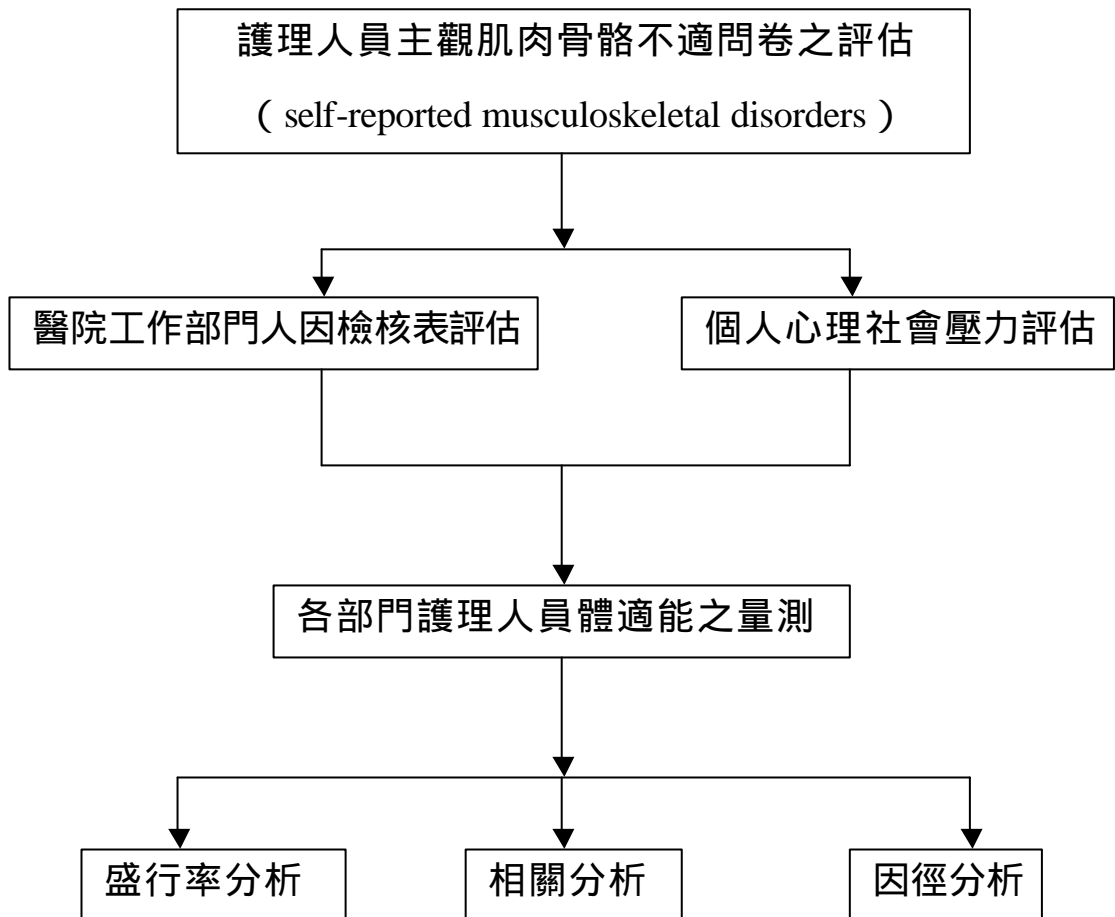 護理人員主觀肌肉骨骼不適問卷之評估
（ self-reported musculoskeletal disorders ）
醫院工作部門人因檢核表評估
個人心理社會壓力評估
各部門護理人員體適能之量測
盛行率分析
相關分析
因徑分析